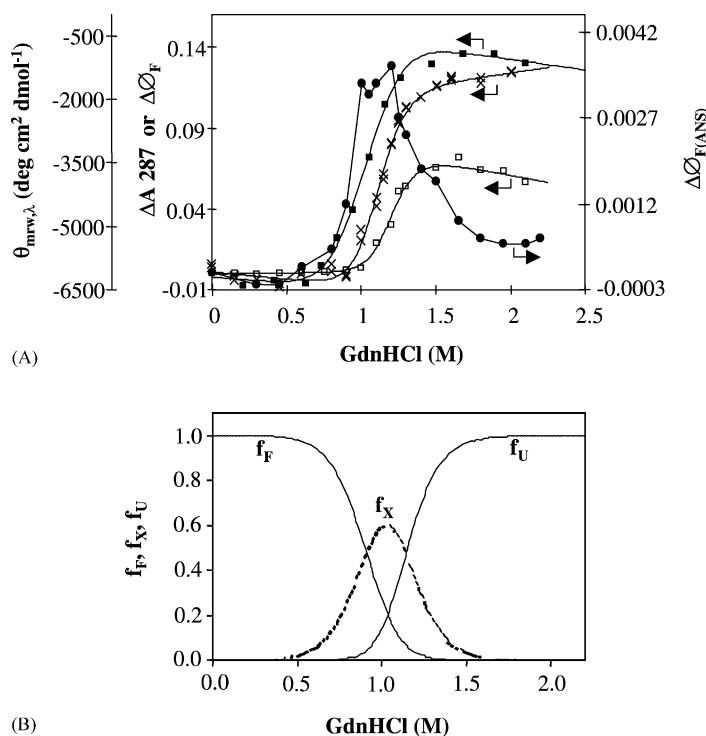 -500
-2000
-3500
-5000
-6500
θmrw,λ (deg cm² dmol⁻¹)
0.14
0.09
0.04
-0.01
ΔA 287 or ΔØF
0.0042
0.0027
0.0012
-0.0003
ΔØF(ANS)
0 0.5 1 1.5 2 2.5
GdnHCl (M)
(A)
1.0
0.8
0.6
0.4
0.2
0.0
fF, fX, fU
fF
fX
fU
0.0 0.5 1.0 1.5 2.0
GdnHCl (M)
(B)